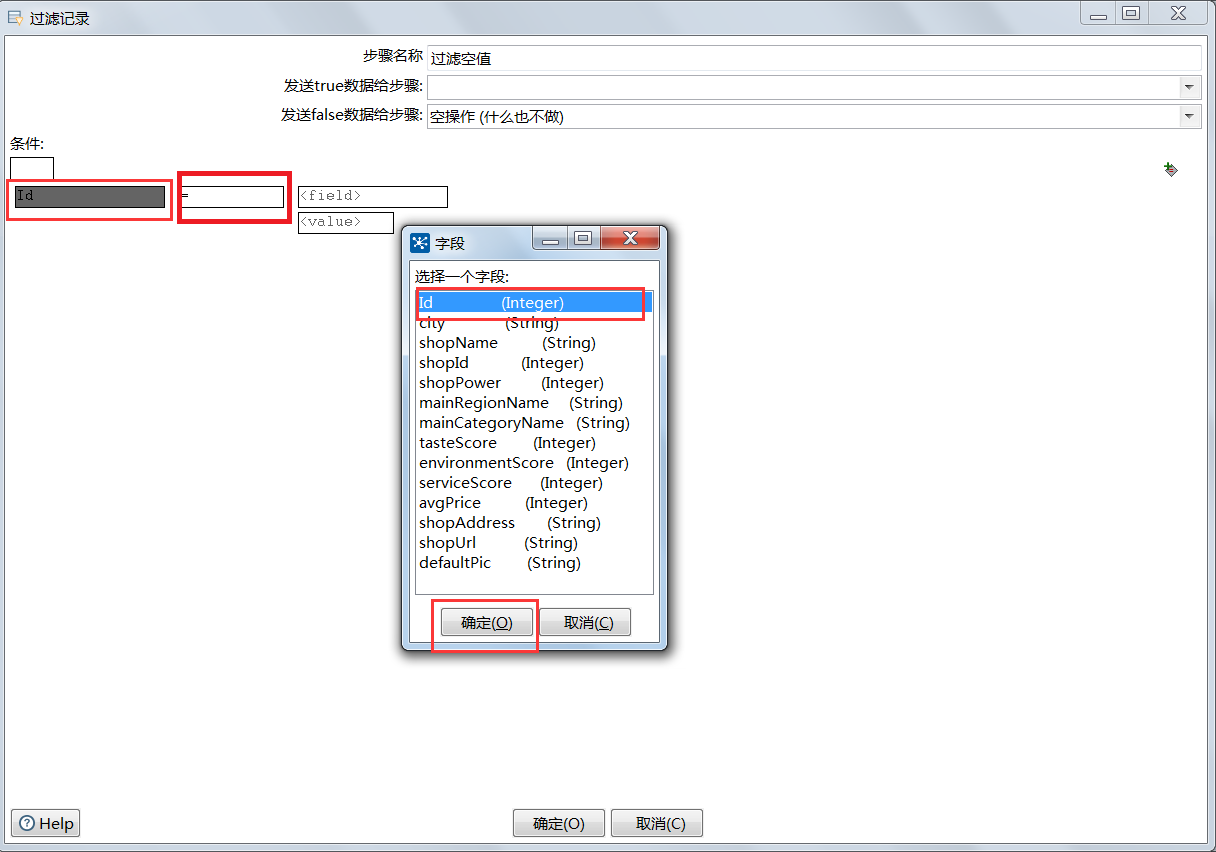 过滤记录
步骤名称 过滤空值
发送true数据给步骤:
发送false数据给步骤: 空操作 (什么也不做)
条件:
Id = <field>
<value>
字段
选择一个字段:
Id (Integer)
city (String)
shopName (String)
shopId (Integer)
shopPower (Integer)
mainRegionName (String)
mainCategoryName (String)
tasteScore (Integer)
environmentScore (Integer)
serviceScore (Integer)
avgPrice (Integer)
shopAddress (String)
shopUrl (String)
defaultPic (String)
确定(O) 取消(C)
Help 确定(O) 取消(C)